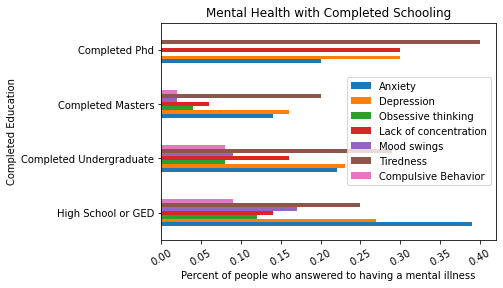 Mental Health with Completed Schooling
Completed Education
Completed Phd
Completed Masters
Completed Undergraduate
High School or GED
Anxiety
Depression
Obsessive thinking
Lack of concentration
Mood swings
Tiredness
Compulsive Behavior
0.00 0.05 0.10 0.15 0.20 0.25 0.30 0.35 0.40
Percent of people who answered to having a mental illness